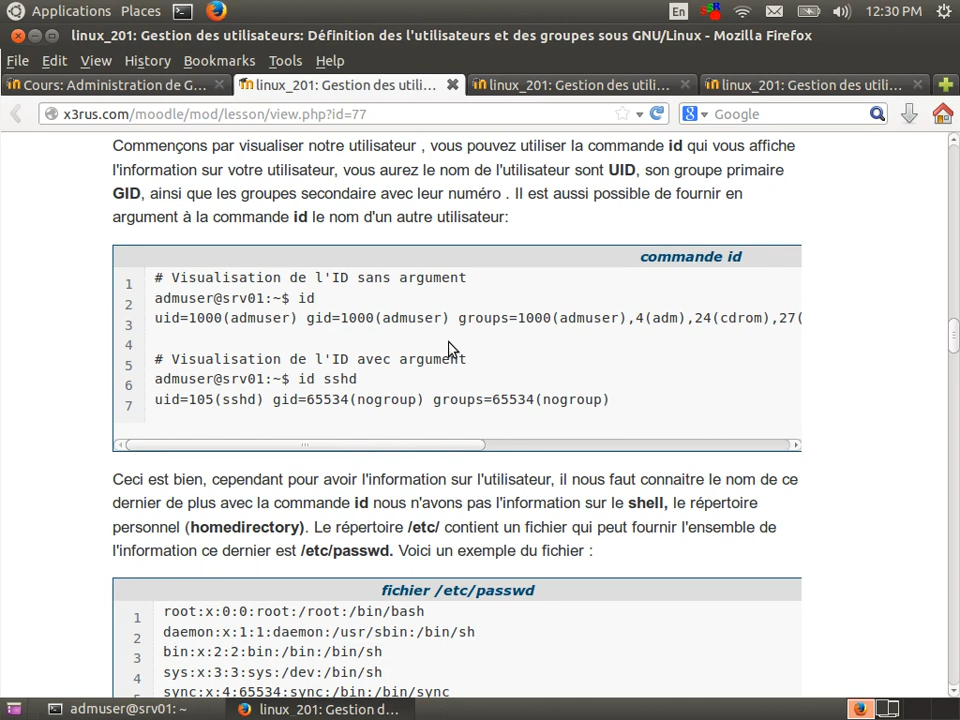 Applications Places En 12:30 PM
linux_201: Gestion des utilisateurs: Définition des l'utilisateurs et des groupes sous GNU/Linux - Mozilla Firefox
File Edit View History Bookmarks Tools Help
Cours: Administration de G... linux_201: Gestion des utili... linux_201: Gestion des utili... linux_201: Gestion des utili...
x3rus.com/moodle/mod/lesson/view.php?id=77 Google
Commençons par visualiser notre utilisateur , vous pouvez utiliser la commande id qui vous affiche
l'information sur votre utilisateur, vous aurez le nom de l'utilisateur sont UID, son groupe primaire
GID, ainsi que les groupes secondaire avec leur numéro . Il est aussi possible de fournir en
argument à la commande id le nom d'un autre utilisateur:
commande id
1 # Visualisation de l'ID sans argument
2 admuser@srv01:~$ id
3 uid=1000(admuser) gid=1000(admuser) groups=1000(admuser),4(adm),24(cdrom),27(
4
5 # Visualisation de l'ID avec argument
6 admuser@srv01:~$ id sshd
7 uid=105(sshd) gid=65534(nogroup) groups=65534(nogroup)
Ceci est bien, cependant pour avoir l'information sur l'utilisateur, il nous faut connaitre le nom de ce
dernier de plus avec la commande id nous n'avons pas l'information sur le shell, le répertoire
personnel (homedirectory). Le répertoire /etc/ contient un fichier qui peut fournir l'ensemble de
l'information ce dernier est /etc/passwd. Voici un exemple du fichier :
fichier /etc/passwd
1 root:x:0:0:root:/root:/bin/bash
2 daemon:x:1:1:daemon:/usr/sbin:/bin/sh
3 bin:x:2:2:bin:/bin:/bin/sh
4 sys:x:3:3:sys:/dev:/bin/sh
sync:x:4:65534:sync:/bin:/bin/sync
admuser@srv01: ~ linux_201: Gestion d...